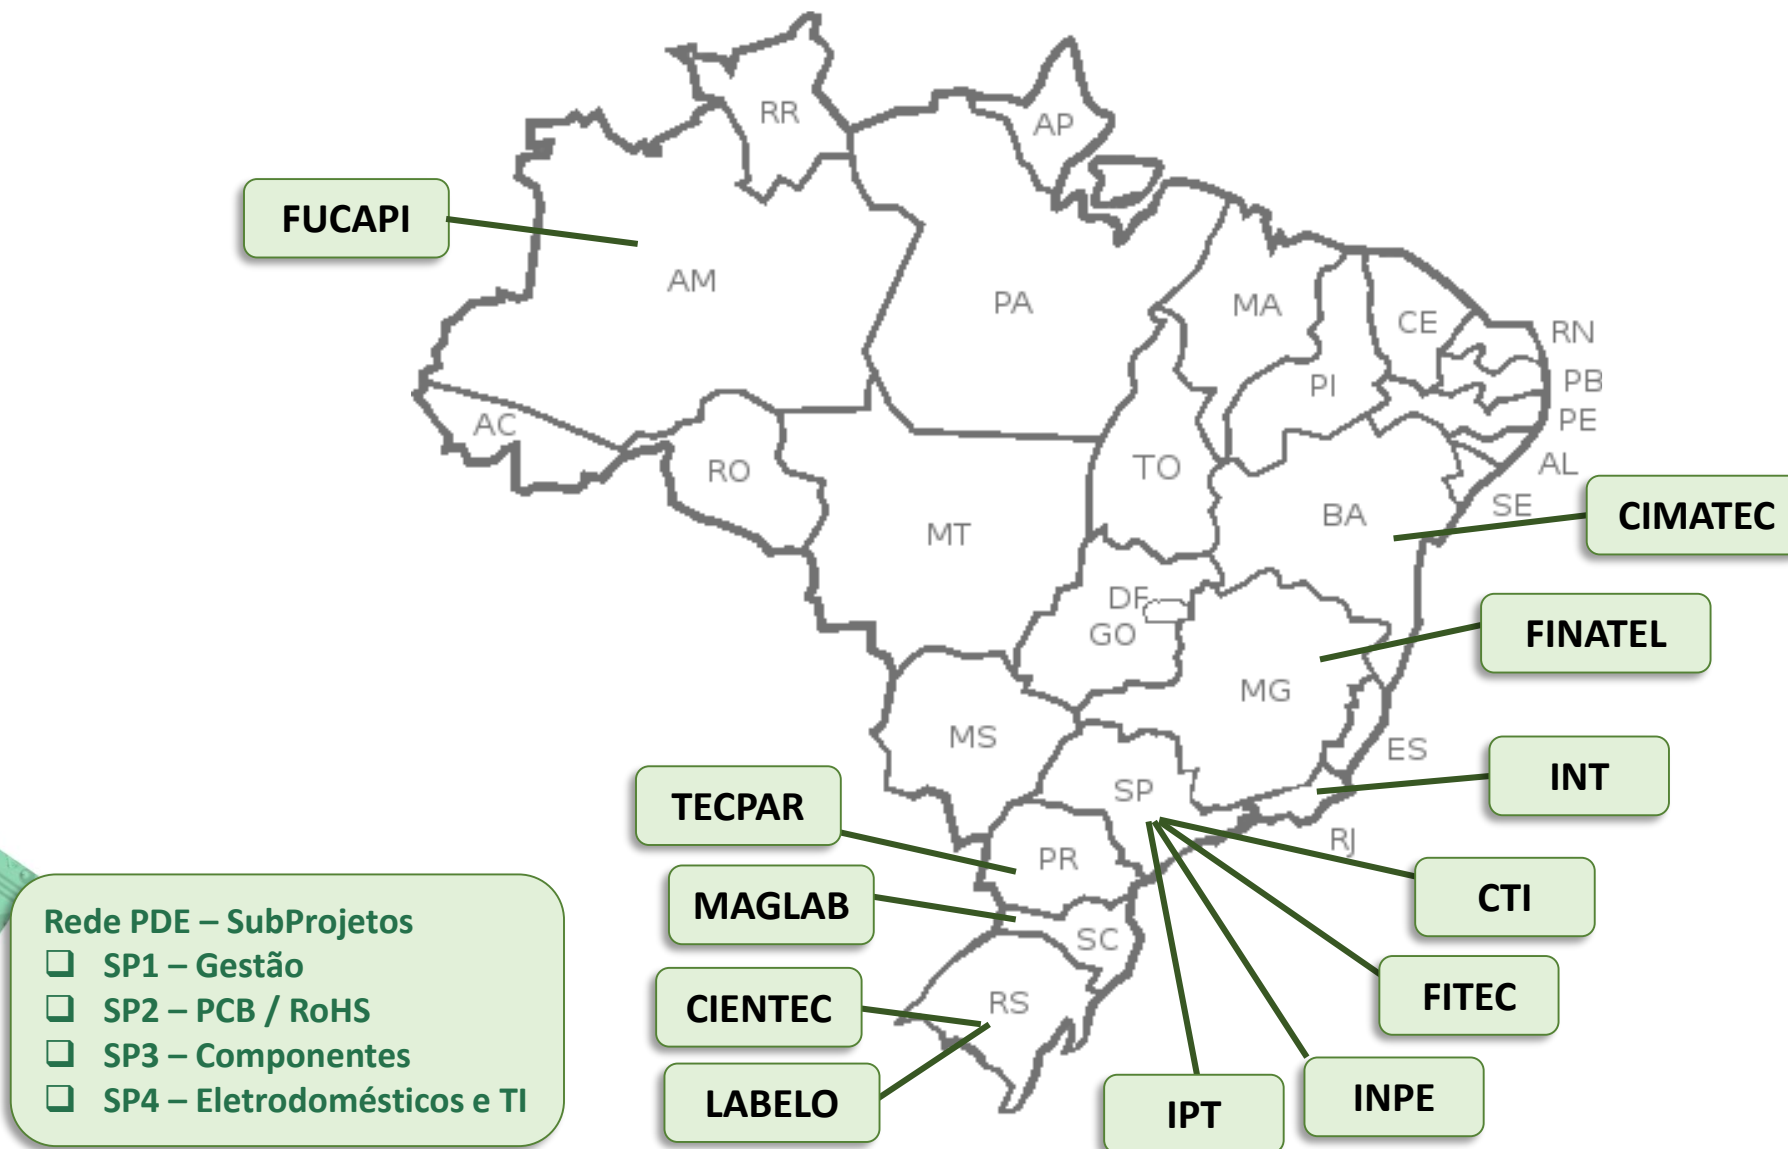 RR
AP
FUCAPI
AM
PA
MA
CE
RN
PI
PB
PE
AC
AL
RO
TO
SE
BA
CIMATEC
MT
DF
GO
FINATEL
MG
MS
ES
INT
SP
TECPAR
RJ
PR
CTI
MAGLAB
SC
FITEC
CIENTEC
RS
LABELO
IPT
INPE
Rede PDE – SubProjetos
❑ SP1 – Gestão
❑ SP2 – PCB / RoHS
❑ SP3 – Componentes
❑ SP4 – Eletrodomésticos e TI